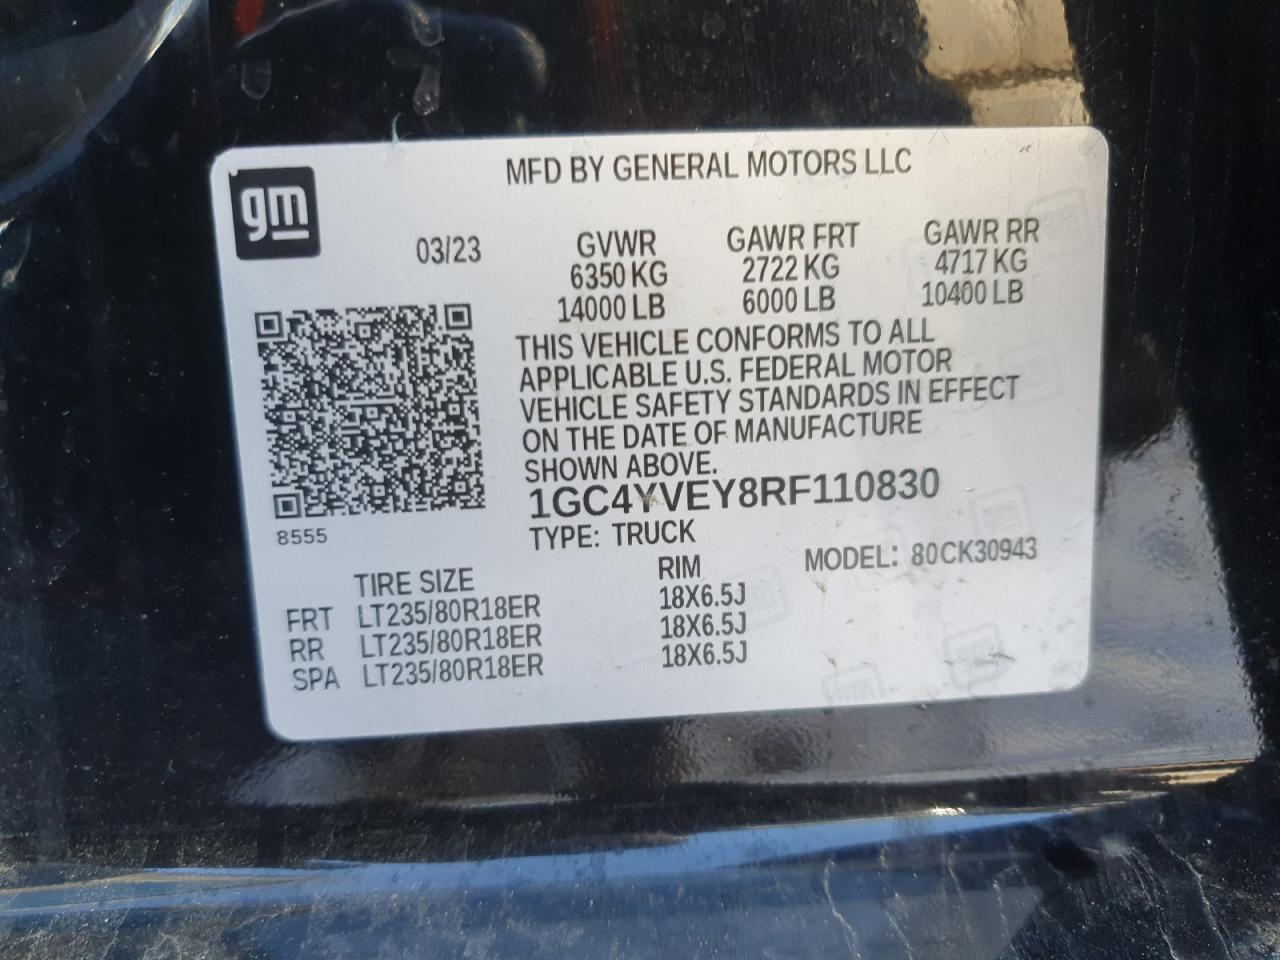 MFD BY GENERAL MOTORS LLC
gm
03/23 GVWR GAWR FRT GAWR RR
6350 KG 2722 KG 4717 KG
14000 LB 6000 LB 10400 LB
THIS VEHICLE CONFORMS TO ALL
APPLICABLE U.S. FEDERAL MOTOR
VEHICLE SAFETY STANDARDS IN EFFECT
ON THE DATE OF MANUFACTURE
SHOWN ABOVE.
1GC4YVEY8RF110830
8555
TYPE: TRUCK
MODEL: 80CK30943
TIRE SIZE RIM
FRT LT235/80R18ER 18X6.5J
RR LT235/80R18ER 18X6.5J
SPA LT235/80R18ER 18X6.5J